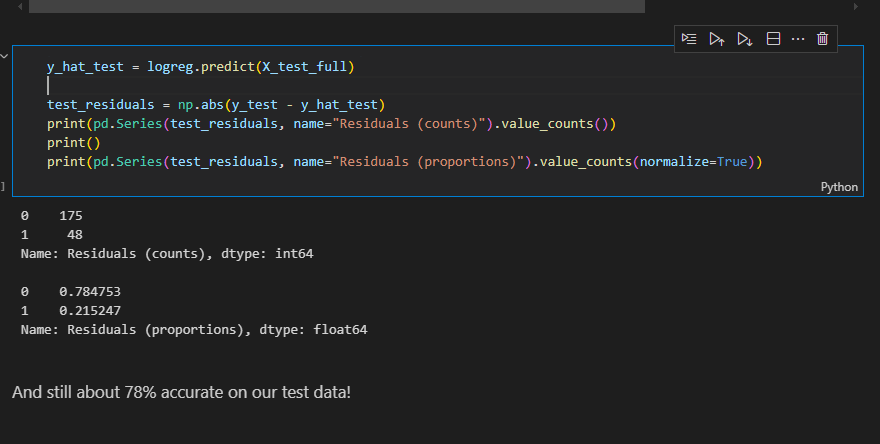 y_hat_test = logreg.predict(X_test_full)
test_residuals = np.abs(y_test - y_hat_test)
print(pd.Series(test_residuals, name="Residuals (counts)").value_counts())
print()
print(pd.Series(test_residuals, name="Residuals (proportions)").value_counts(normalize=True))
]
Python
0    175
1     48
Name: Residuals (counts), dtype: int64
0    0.784753
1    0.215247
Name: Residuals (proportions), dtype: float64
And still about 78% accurate on our test data!